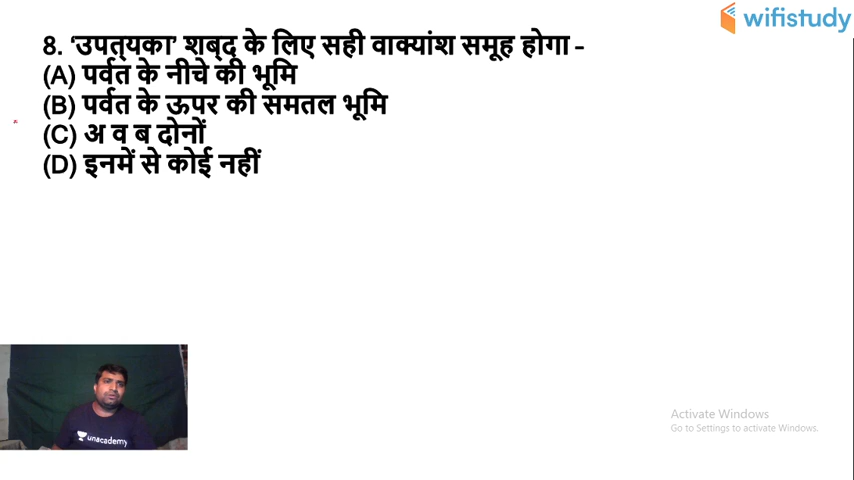 wifistudy
8. ‘उपत्यका’ शब्द के लिए सही वाक्यांश समूह होगा –
(A) पर्वत के नीचे की भूमि
(B) पर्वत के ऊपर की समतल भूमि
(C) अ व ब दोनों
(D) इनमें से कोई नहीं
unacademy
Activate Windows
Go to Settings to activate Windows.